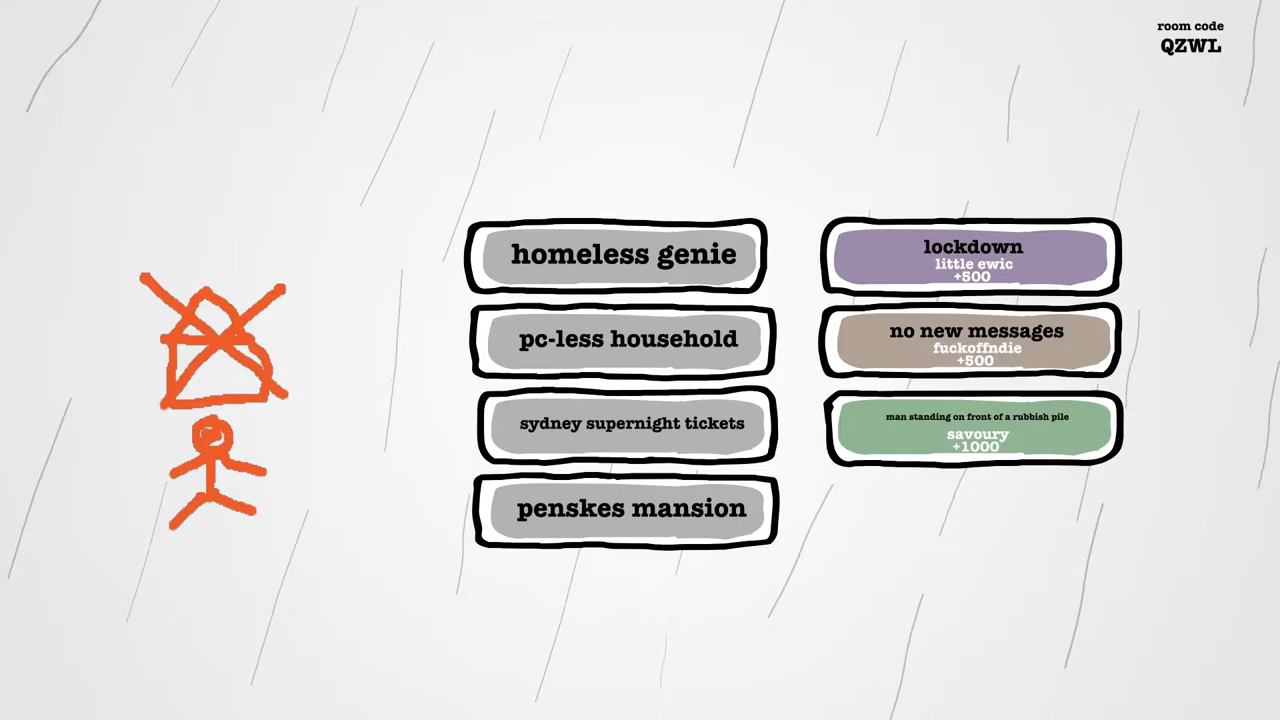 room code
QZWL
homeless genie
pc-less household
sydney supernight tickets
penskes mansion
lockdown
little ewic
+500
no new messages
fuckoffndie
+500
man standing on front of a rubbish pile
savoury
+1000